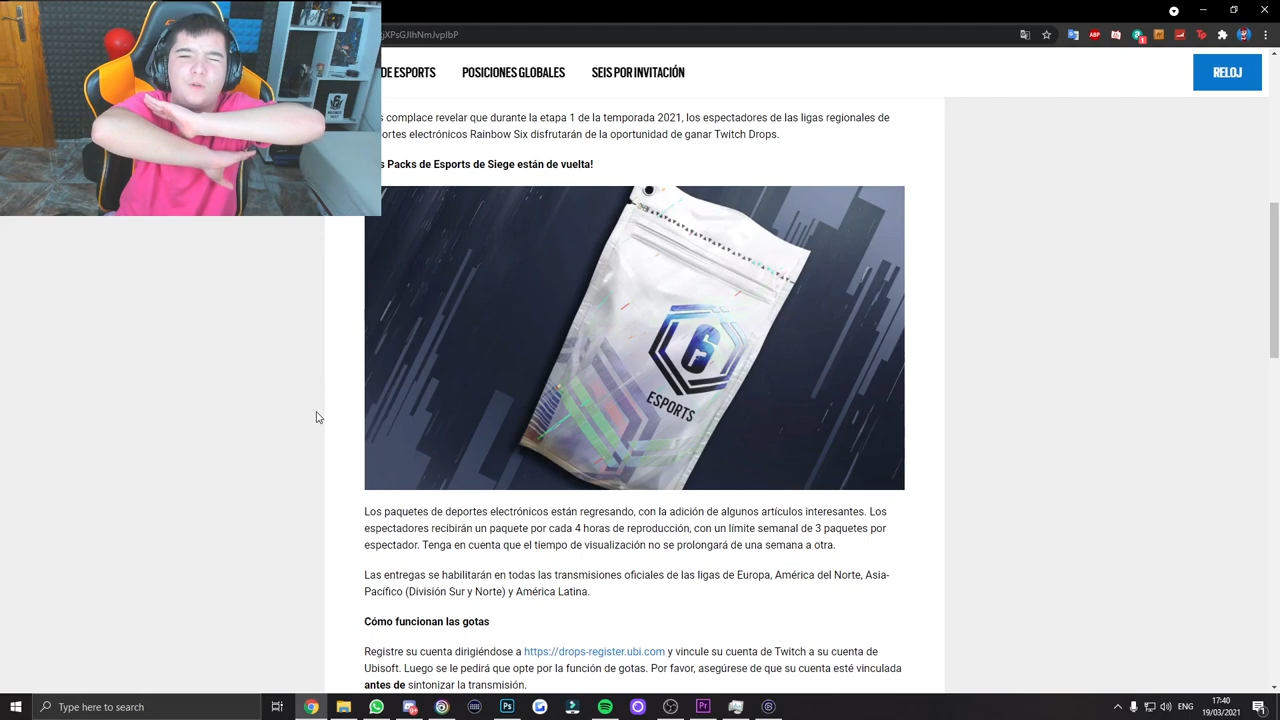 jXPsGJIhNmJvpIbP
DE ESPORTS POSICIONES GLOBALES SEIS POR INVITACIÓN RELOJ
complace revelar que durante la etapa 1 de la temporada 2021, los espectadores de las ligas regionales de
electrónicos Rainbow Six disfrutarán de la oportunidad de ganar Twitch Drops.
Packs de Esports de Siege están de vuelta!
6
ESPORTS
Los paquetes de deportes electrónicos están regresando, con la adición de algunos artículos interesantes. Los
espectadores recibirán un paquete por cada 4 horas de reproducción, con un límite semanal de 3 paquetes por
espectador. Tenga en cuenta que el tiempo de visualización no se prolongará de una semana a otra.
Las entregas se habilitarán en todas las transmisiones oficiales de las ligas de Europa, América del Norte, Asia-
Pacífico (División Sur y Norte) y América Latina.
Cómo funcionan las gotas
Registre su cuenta dirigiéndose a https://drops-register.ubi.com y vincule su cuenta de Twitch a su cuenta de
Ubisoft. Luego se le pedirá que opte por la función de gotas. Por favor, asegúrese de que su cuenta esté vinculada
antes de sintonizar la transmisión.
Type here to search
ENG
17:40
19/03/2021